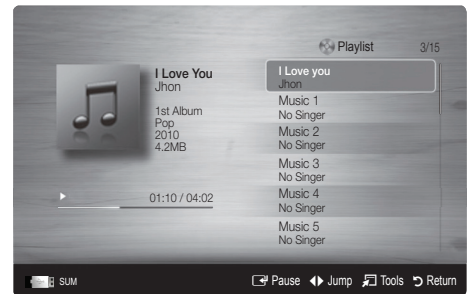 Playlist 3/15
I Love You
Jhon
1st Album
Pop
2010
4.2MB
01:10 / 04:02
I Love you
Jhon
Music 1
No Singer
Music 2
No Singer
Music 3
No Singer
Music 4
No Singer
Music 5
No Singer
SUM Pause Jump Tools Return